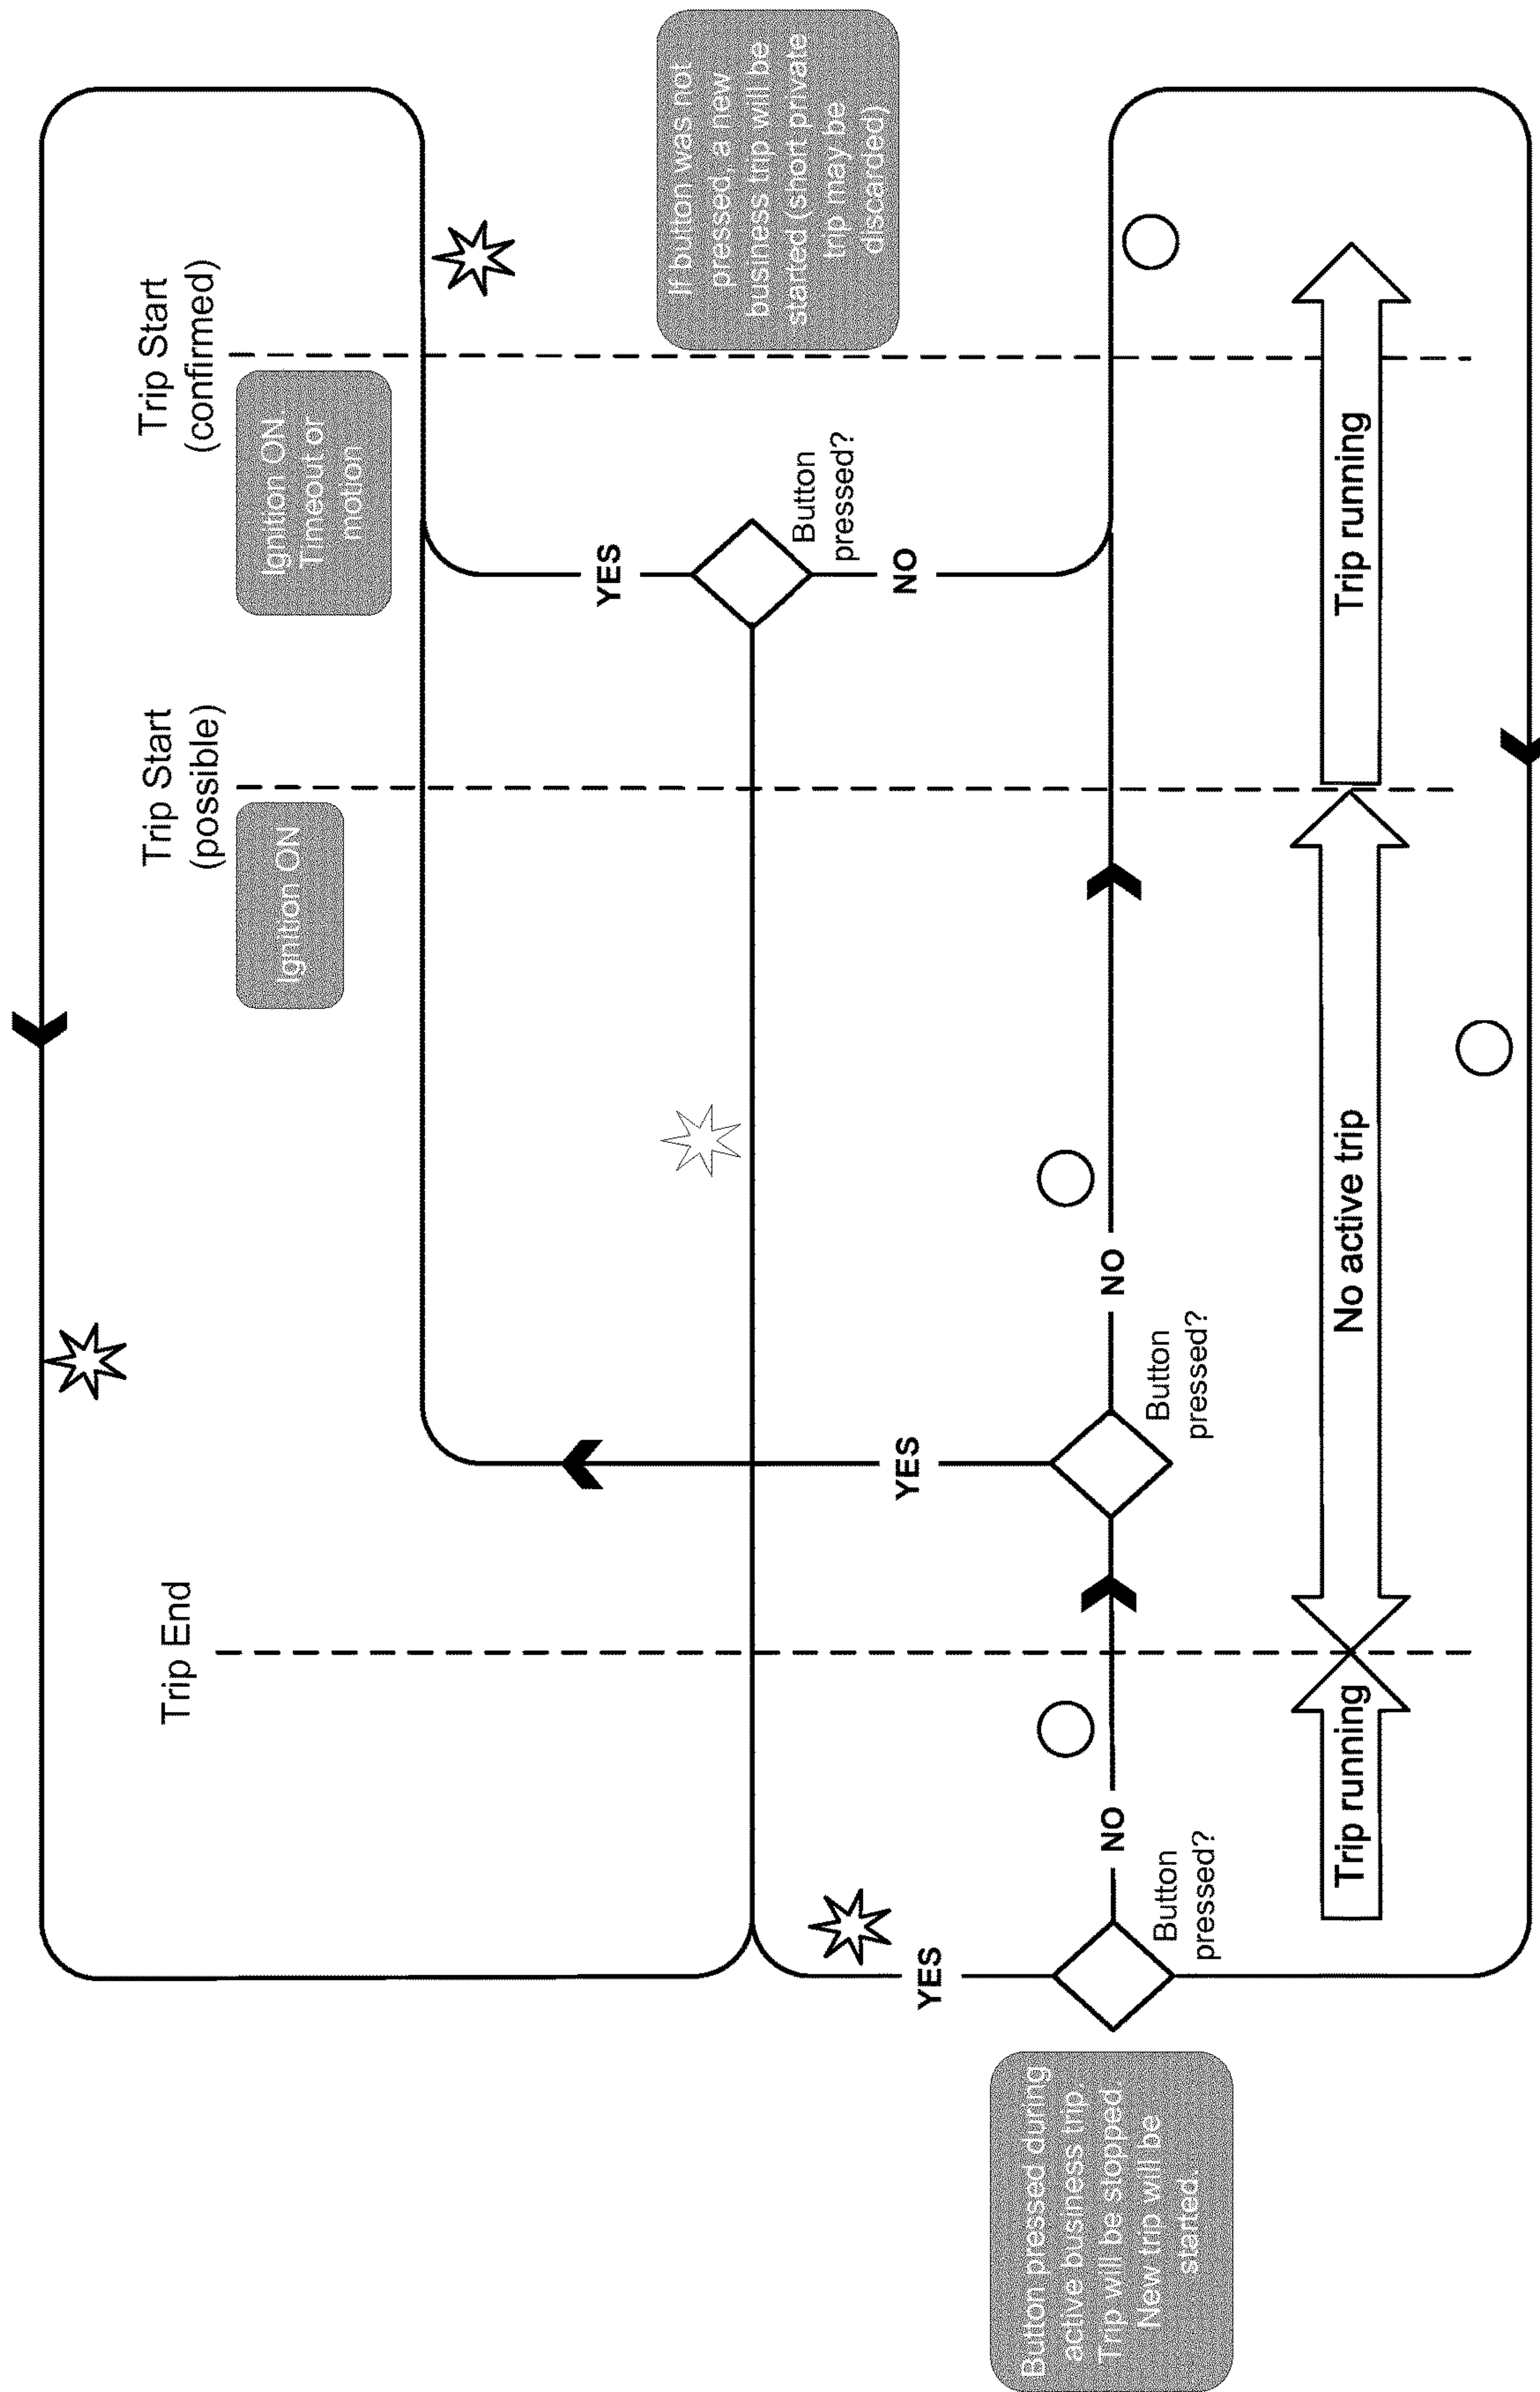 Trip End
Trip Start
(possible)
Trip Start
(confirmed)
Ignition ON
Ignition ON.
Timeout or
motion
If button was not
pressed, a new
business trip will be
started (short private
trip may be
discarded)
YES
Button
pressed?
NO
YES
NO
Button
pressed?
YES
NO
Button
pressed?
Button pressed during
active business trip.
Trip will be stopped.
New trip will be
started.
Trip running
No active trip
Trip running